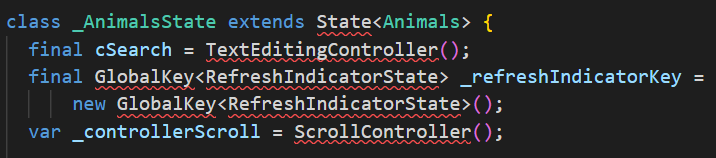 class _AnimalsState extends State<Animals> {
final cSearch = TextEditingController();
final GlobalKey<RefreshIndicatorState> _refreshIndicatorKey =
new GlobalKey<RefreshIndicatorState>();
var _controllerScroll = ScrollController();